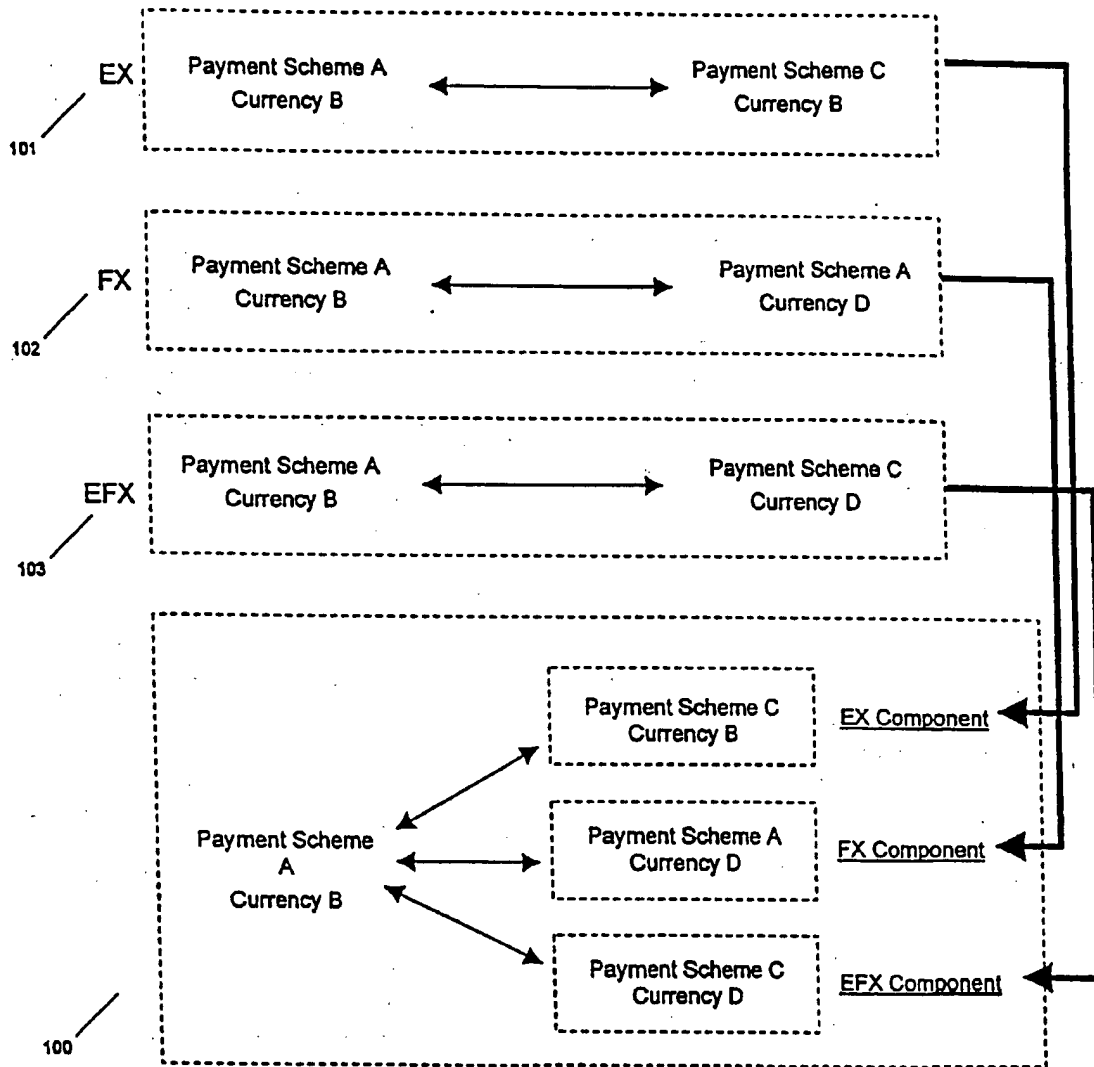 EX
Payment Scheme A
Currency B
Payment Scheme C
Currency B
101
FX
Payment Scheme A
Currency B
Payment Scheme A
Currency D
102
EFX
Payment Scheme A
Currency B
Payment Scheme C
Currency D
103
Payment Scheme C
Currency B
EX Component
Payment Scheme
A
Currency B
Payment Scheme A
Currency D
FX Component
Payment Scheme C
Currency D
EFX Component
100